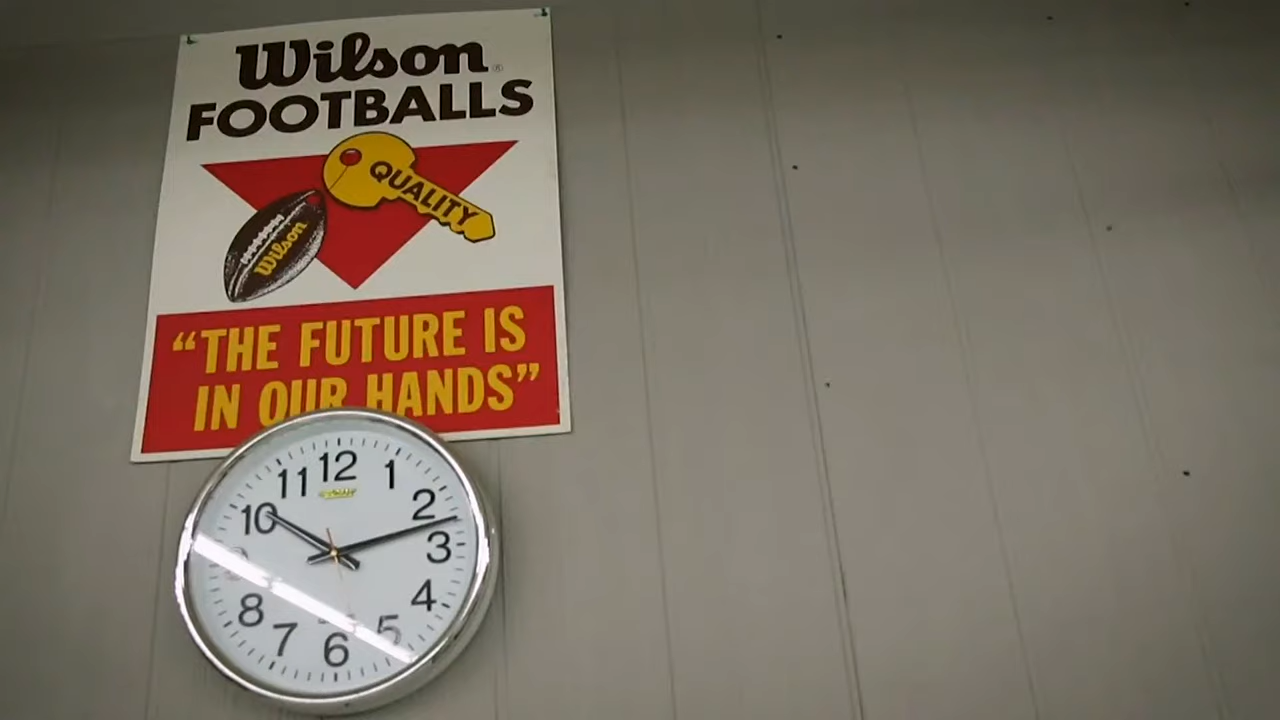 Wilson®
FOOTBALLS
QUALITY
Wilson
“THE FUTURE IS
IN OUR HANDS”
12
11
1
10
2
9
3
8
4
7
5
6